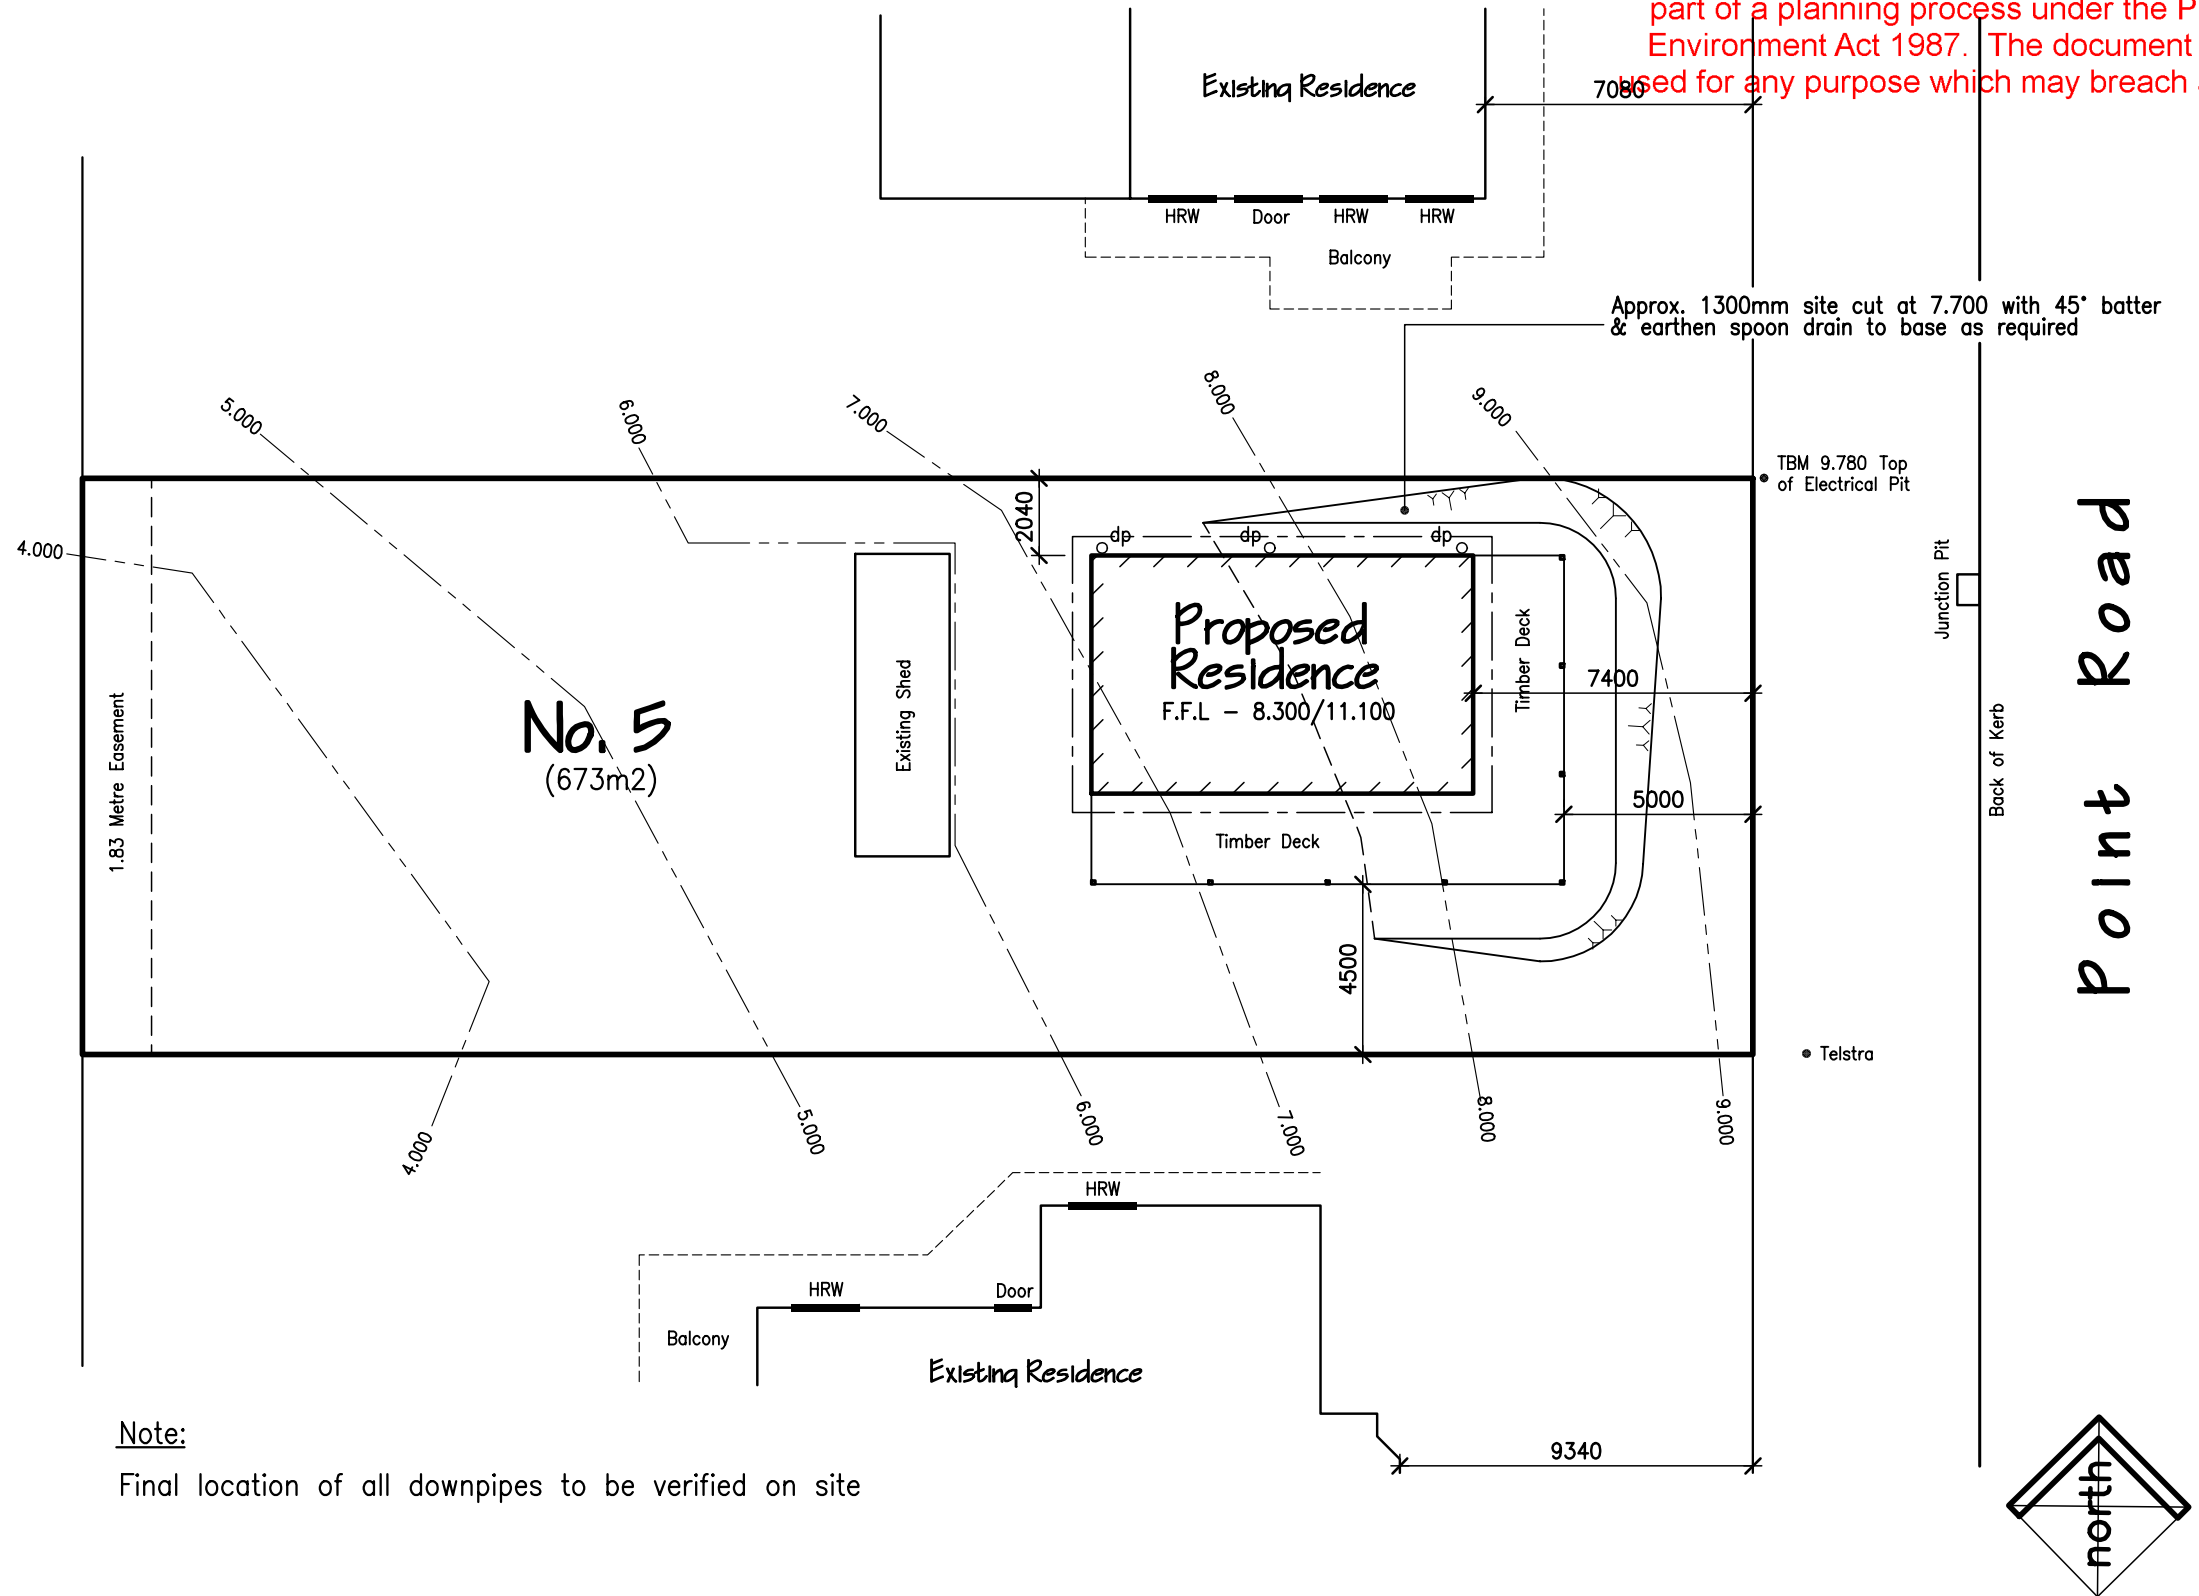 part of a planning process under the P
Environment Act 1987. The document
used for any purpose which may breach
7080
Existing Residence
HRW
Door
HRW
HRW
Balcony
Approx. 1300mm site cut at 7.700 with 45° batter
& earthen spoon drain to base as required
5.000
6.000
7.000
8.000
9.000
TBM 9.780 Top
of Electrical Pit
4.000
2040
dp
dp
dp
Junction Pit
Point Road
Proposed
Residence
F.F.L - 8.300/11.100
Timber Deck
7400
Existing Shed
No. 5
(673m2)
1.83 Metre Easement
Back of Kerb
5000
Timber Deck
4500
Telstra
4.000
5.000
6.000
7.000
8.000
9.000
HRW
HRW
Door
Balcony
Existing Residence
9340
Note:
Final location of all downpipes to be verified on site
north